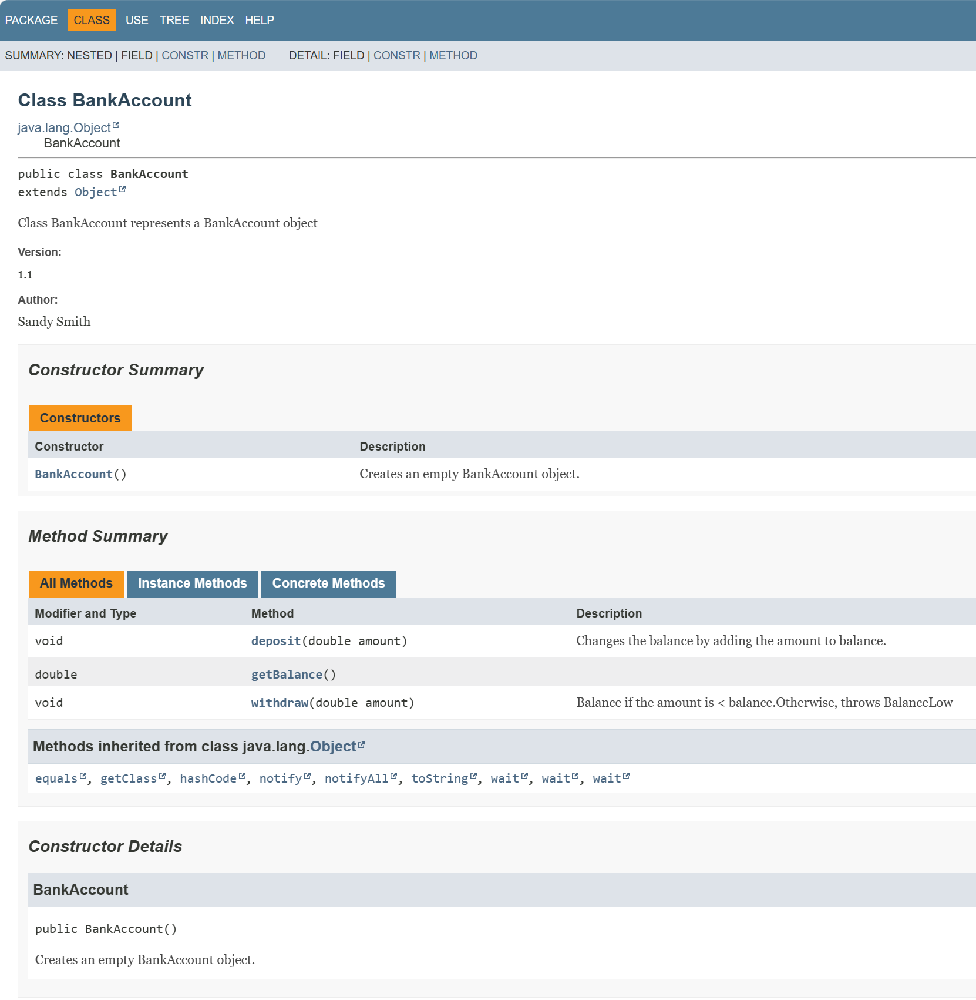 PACKAGE CLASS USE TREE INDEX HELP
SUMMARY: NESTED | FIELD | CONSTR | METHOD DETAIL: FIELD | CONSTR | METHOD
Class BankAccount
java.lang.Object
BankAccount
public class BankAccount
extends Object
Class BankAccount represents a BankAccount object
Version:
1.1
Author:
Sandy Smith
Constructor Summary
Constructors
Constructor Description
BankAccount() Creates an empty BankAccount object.
Method Summary
All Methods Instance Methods Concrete Methods
Modifier and Type Method Description
void deposit(double amount) Changes the balance by adding the amount to balance.
double getBalance()
void withdraw(double amount) Balance if the amount is < balance.Otherwise, throws BalanceLow
Methods inherited from class java.lang.Object
equals, getClass, hashCode, notify, notifyAll, toString, wait, wait, wait
Constructor Details
BankAccount
public BankAccount()
Creates an empty BankAccount object.